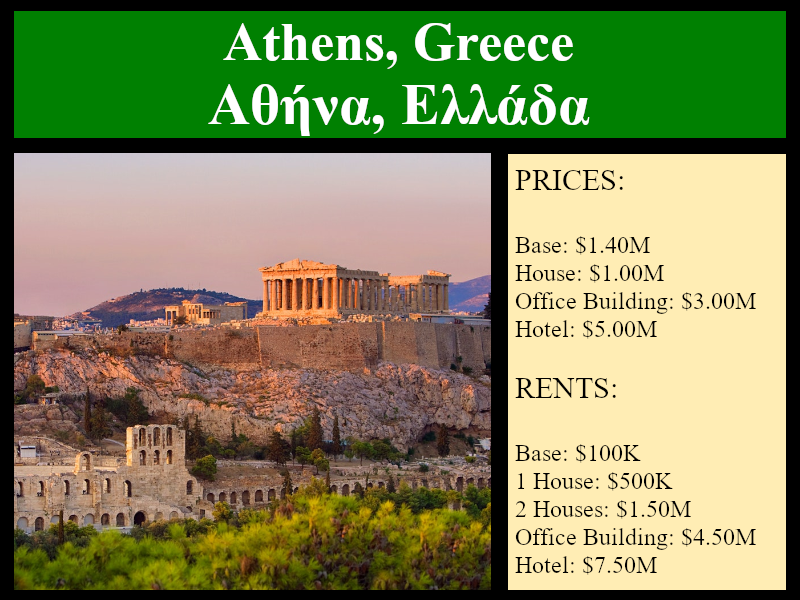 Athens, Greece
Αθήνα, Ελλάδα
PRICES:
Base: $1.40M
House: $1.00M
Office Building: $3.00M
Hotel: $5.00M
RENTS:
Base: $100K
1 House: $500K
2 Houses: $1.50M
Office Building: $4.50M
Hotel: $7.50M